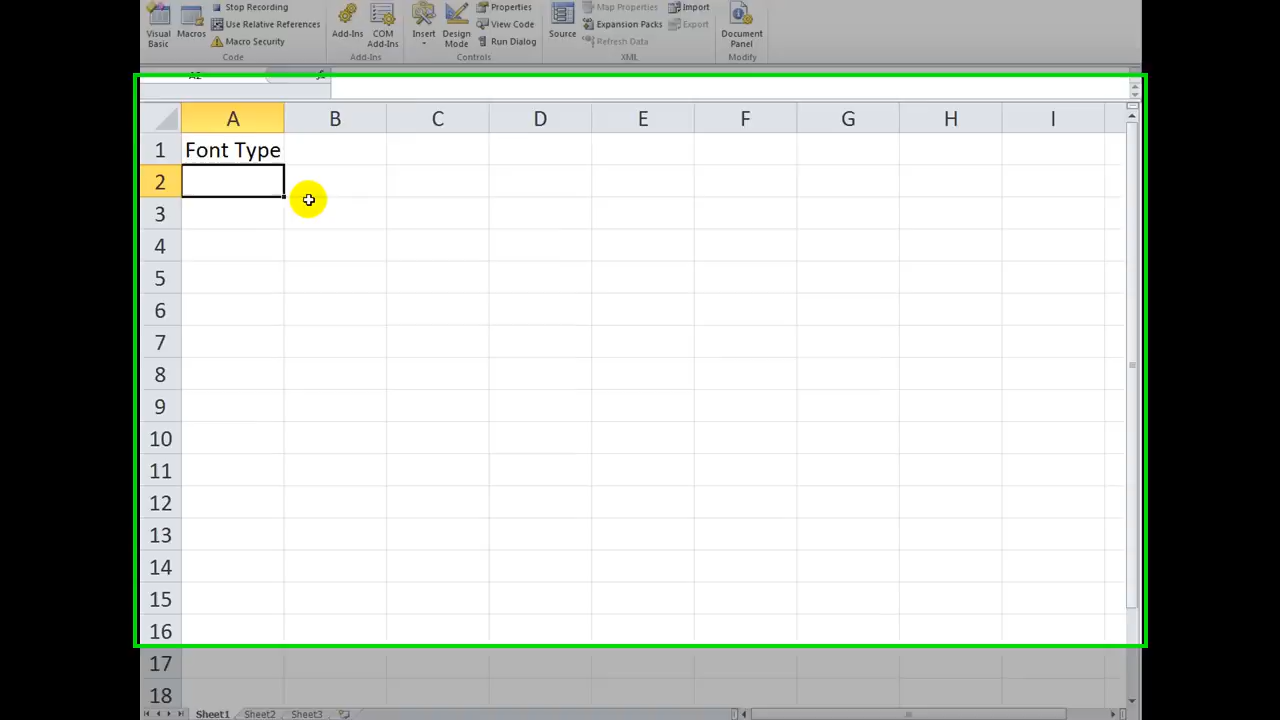 Stop Recording
Use Relative References
Macro Security
Visual Basic
Macros
Code
Add-Ins
COM Add-Ins
Add-Ins
Insert
Design Mode
Properties
View Code
Run Dialog
Controls
Source
Map Properties
Expansion Packs
Refresh Data
Import
Export
XML
Document Panel
Modify
A2
fx
A B C D E F G H I
1 Font Type
2
3
4
5
6
7
8
9
10
11
12
13
14
15
16
17
18
Sheet1 Sheet2 Sheet3